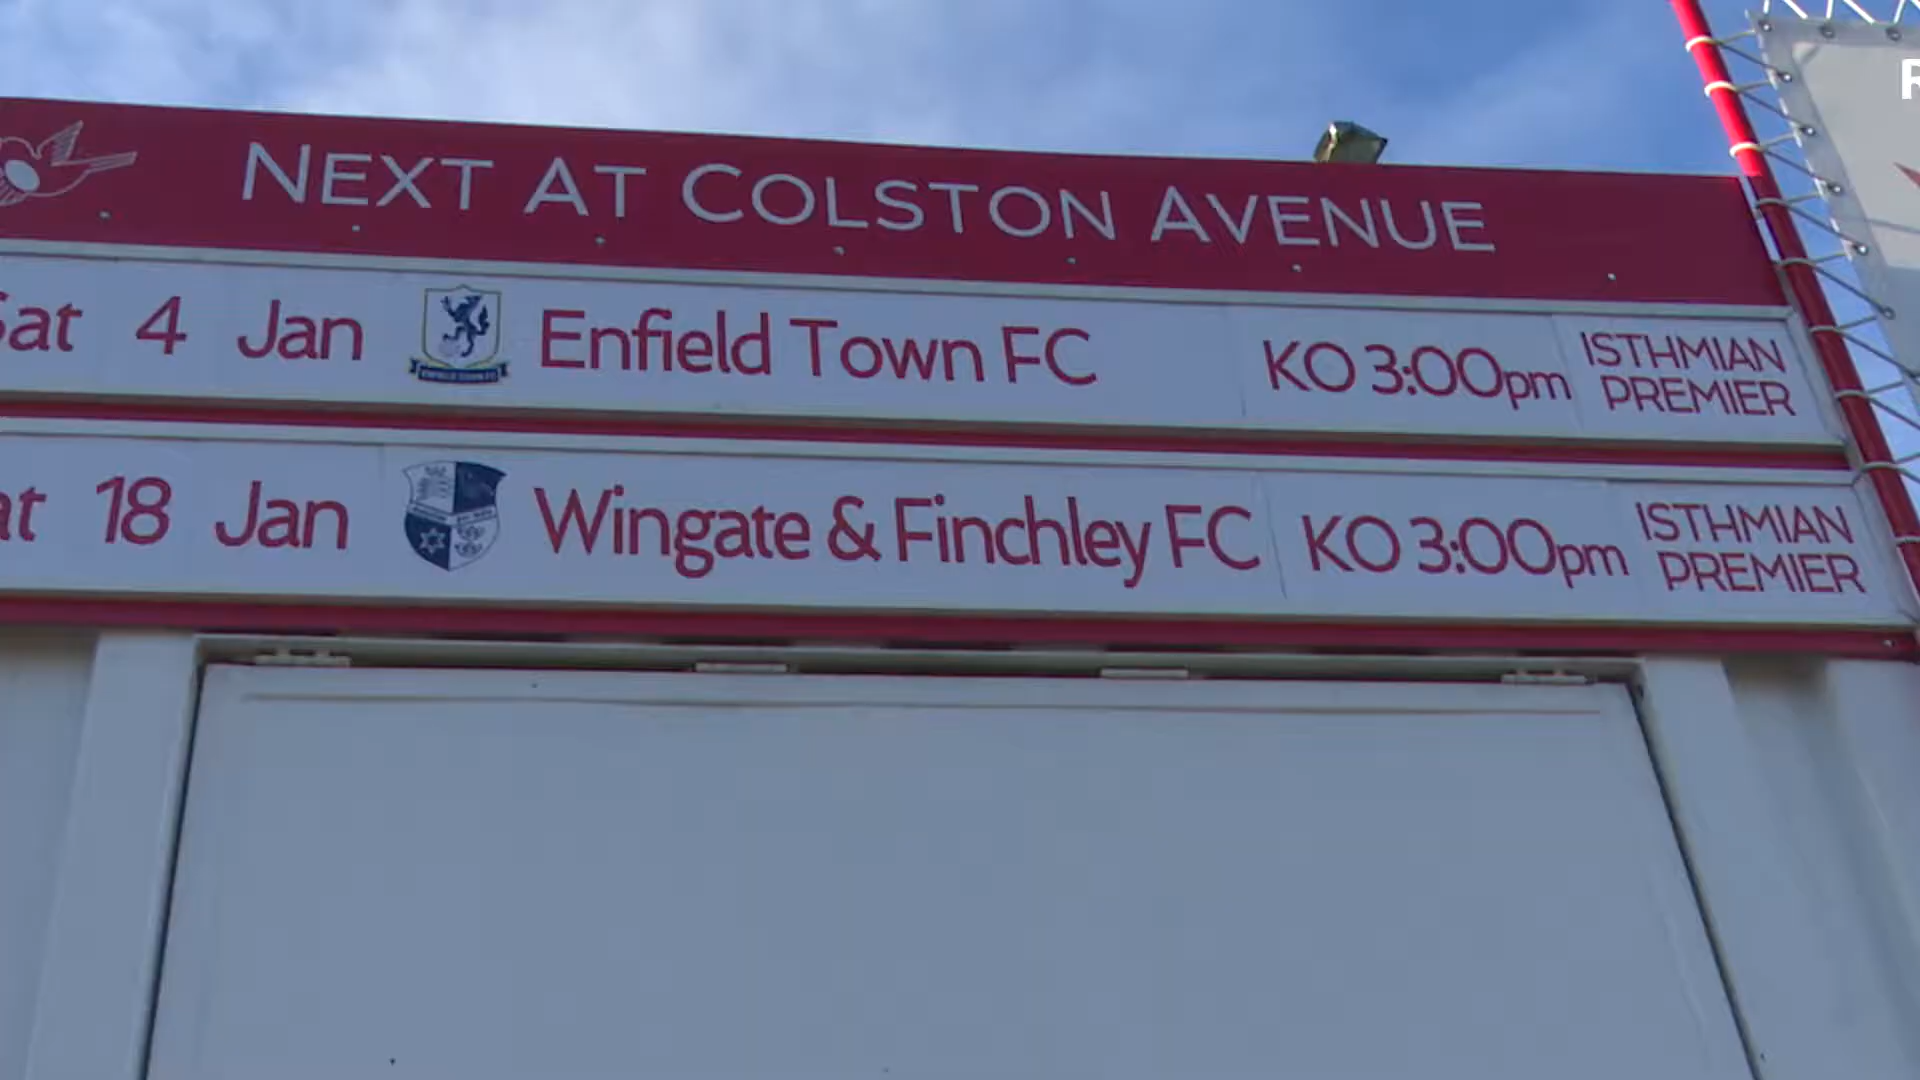 NEXT AT COLSTON AVENUE
Sat 4 Jan Enfield Town FC KO 3:00pm ISTHMIAN PREMIER
18 Jan Wingate & Finchley FC KO 3:00pm ISTHMIAN PREMIER